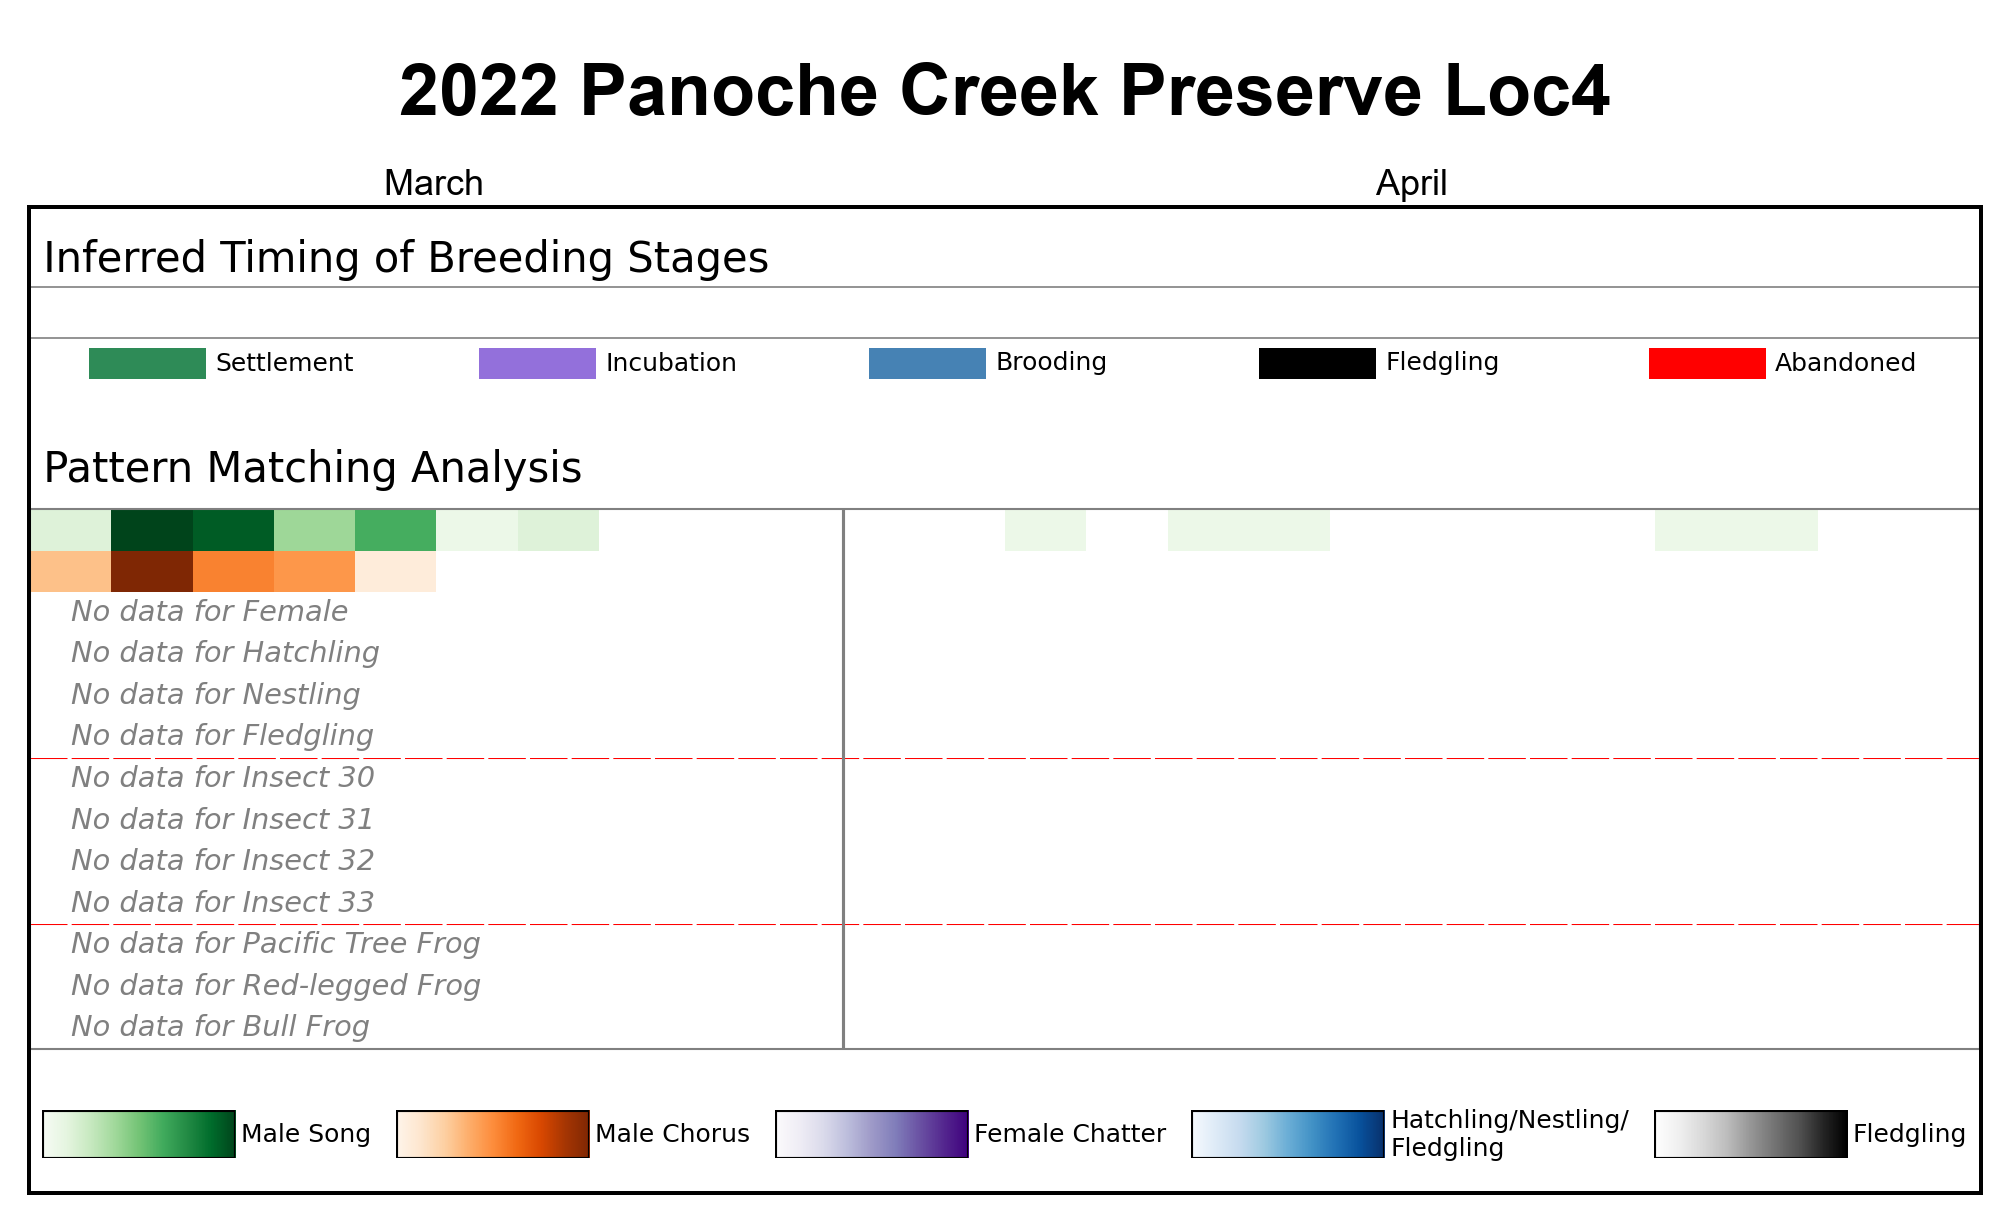 2022 Panoche Creek Preserve Loc4
March April
Inferred Timing of Breeding Stages
Settlement Incubation Brooding Fledgling Abandoned
Pattern Matching Analysis
No data for Female
No data for Hatchling
No data for Nestling
No data for Fledgling
No data for Insect 30
No data for Insect 31
No data for Insect 32
No data for Insect 33
No data for Pacific Tree Frog
No data for Red-legged Frog
No data for Bull Frog
Male Song Male Chorus Female Chatter Hatchling/Nestling/
Fledgling Fledgling